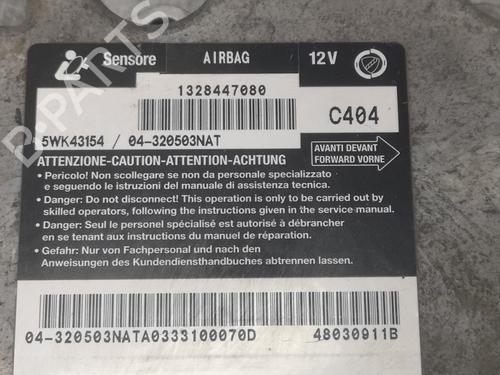 B-PARTS
Sensore AIRBAG 12V
1328447080
C404
5WK43154 / 04-320503NAT
AVANTI DEVANT
FORWARD VORNE
ATTENZIONE-CAUTION-ATTENTION-ACHTUNG
• Pericolo! Non scollegare se non da personale specializzato
e seguendo le istruzioni del manuale di assistenza tecnica.
• Danger: Do not disconnect! This operation is only to be carried out by
skilled operators, following the instructions given in the service manual.
• Danger: Seul le personel spécialisé est autorisé à débrancher
en se tenant aux instructions du manuel de réparation.
• Gefahr: Nur von Fachpersonal und nach den
Anweisungen des Kundendiensthandbuches abtrennen lassen.
04-320503NATA0333100070D 48030911B